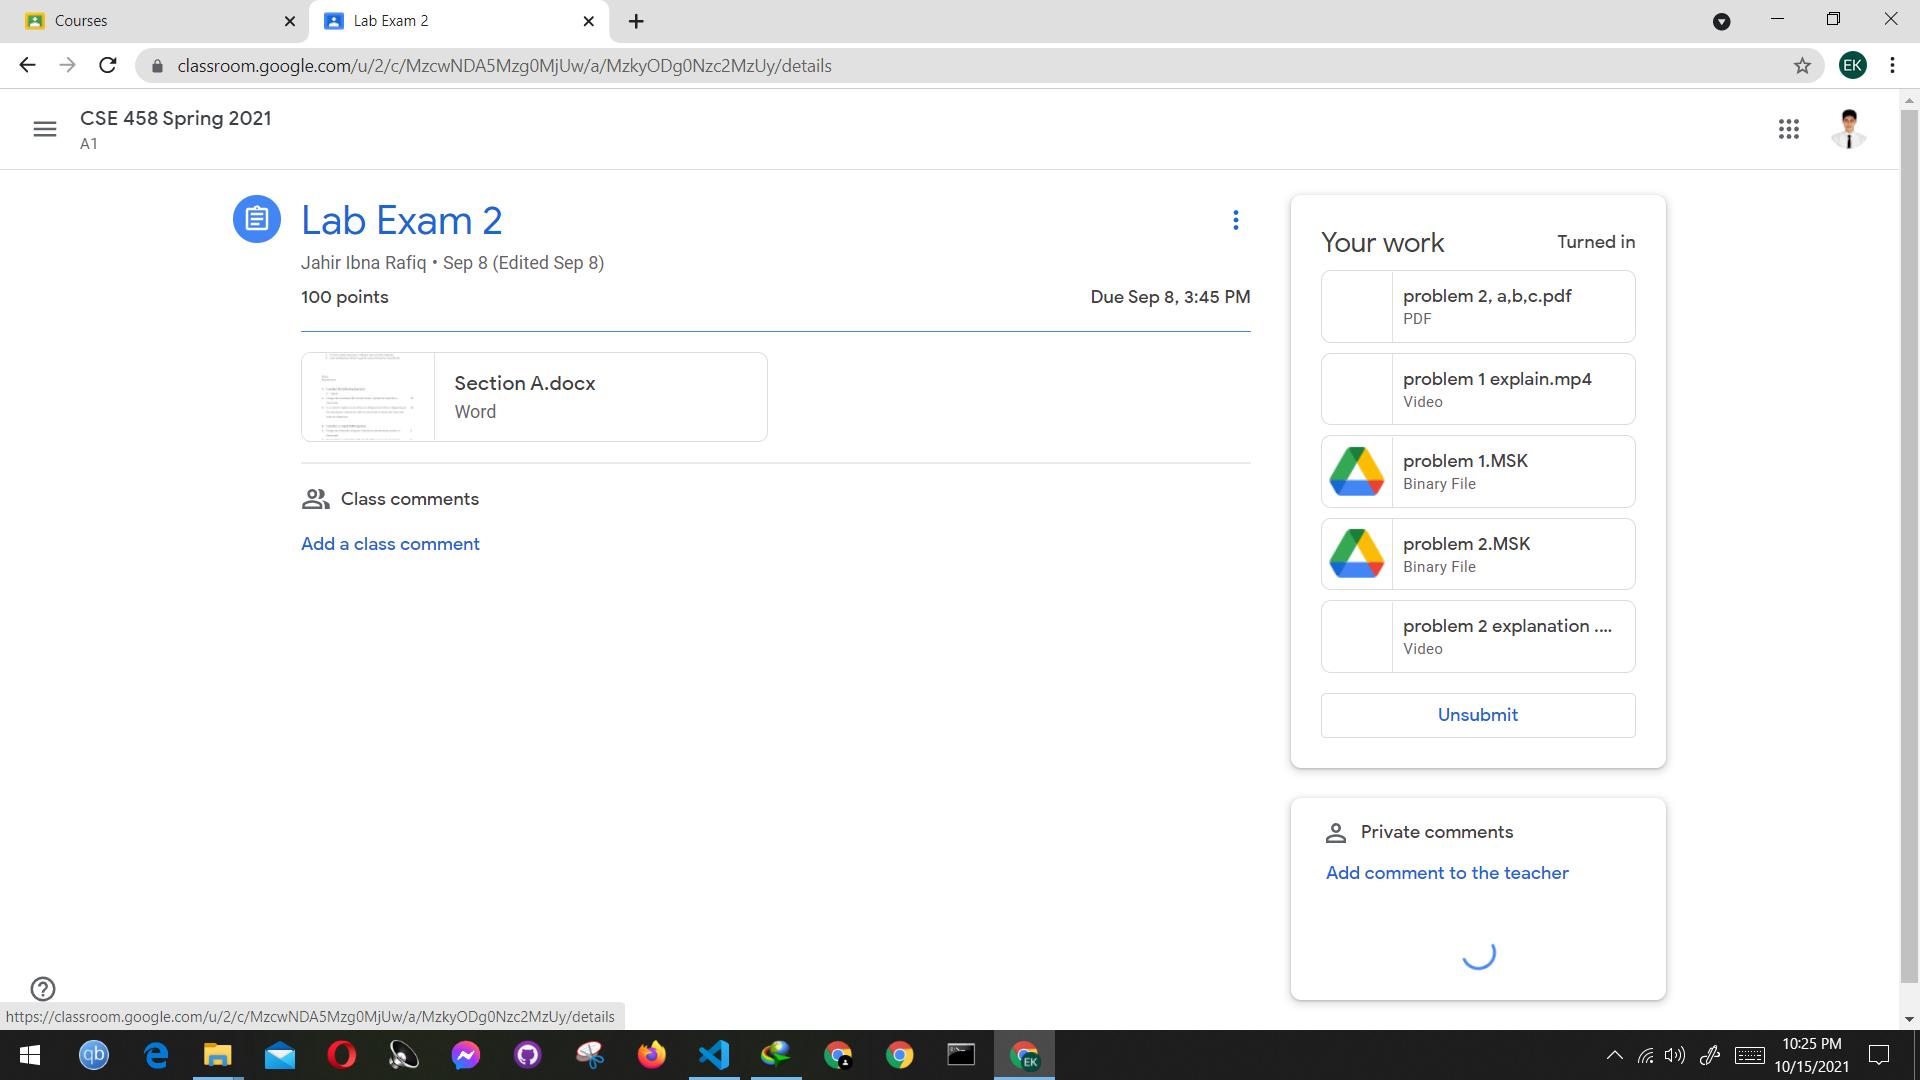 Courses
Lab Exam 2
classroom.google.com/u/2/c/MzcwNDA5Mzg0MjUw/a/MzkyODg0Nzc2MzUy/details
EK
CSE 458 Spring 2021
A1
Lab Exam 2
Jahir Ibna Rafiq • Sep 8 (Edited Sep 8)
100 points
Due Sep 8, 3:45 PM
Section A.docx
Word
Class comments
Add a class comment
Your work
Turned in
problem 2, a,b,c.pdf
PDF
problem 1 explain.mp4
Video
problem 1.MSK
Binary File
problem 2.MSK
Binary File
problem 2 explanation ....
Video
Unsubmit
Private comments
Add comment to the teacher
https://classroom.google.com/u/2/c/MzcwNDA5Mzg0MjUw/a/MzkyODg0Nzc2MzUy/details
qb
EK
10:25 PM
10/15/2021